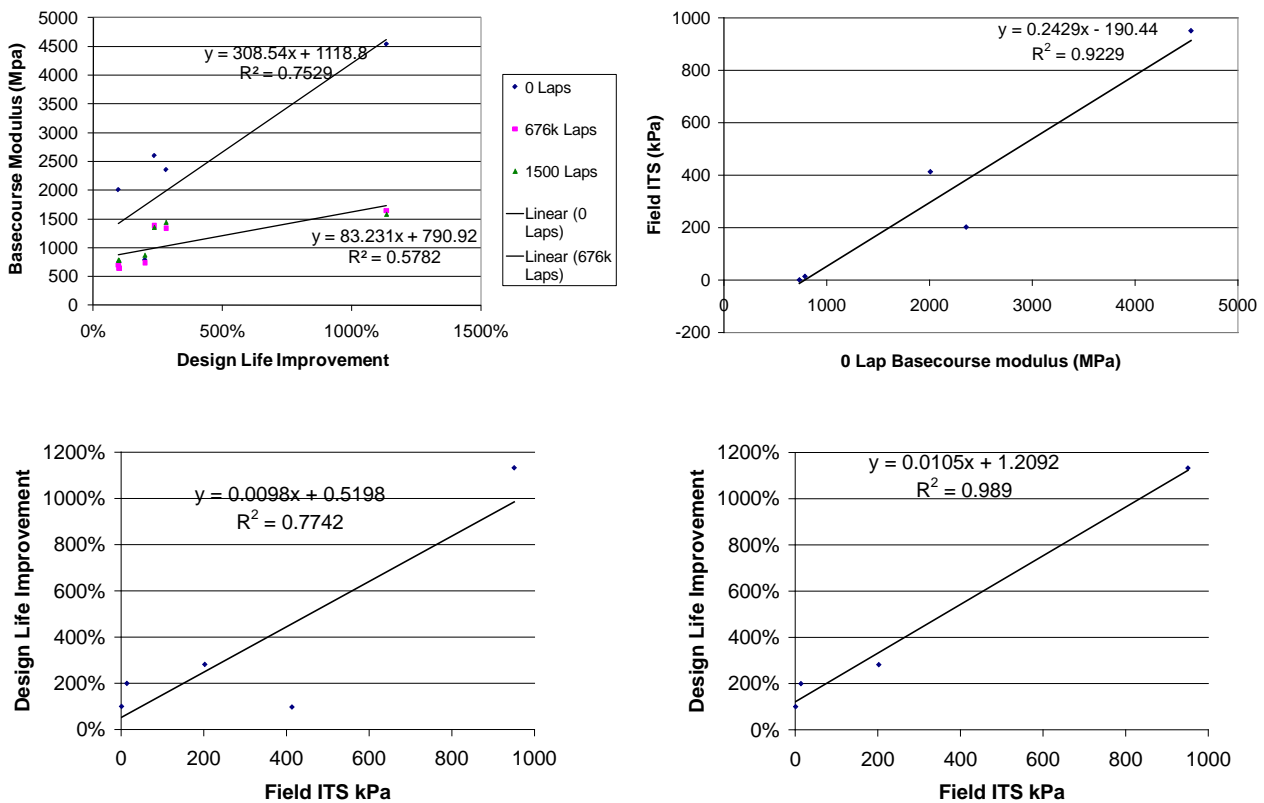 5000
4500
4000
3500
3000
2500
2000
1500
1000
500
0
0% 500% 1000% 1500%
Basecourse Modulus (Mpa)
Design Life Improvement
y = 308.54x + 1118.8
R² = 0.7529
y = 83.231x + 790.92
R² = 0.5782
0 Laps
676k Laps
1500 Laps
Linear (0
Laps)
Linear (676k
Laps)
1000
800
600
400
200
0
-200
0 1000 2000 3000 4000 5000
Field ITS (kPa)
0 Lap Basecourse modulus (MPa)
y = 0.2429x - 190.44
R² = 0.9229
1200%
1000%
800%
600%
400%
200%
0%
0 200 400 600 800 1000
Design Life Improvement
Field ITS kPa
y = 0.0098x + 0.5198
R² = 0.7742
1200%
1000%
800%
600%
400%
200%
0%
0 200 400 600 800 1000
Design Life Improvement
Field ITS kPa
y = 0.0105x + 1.2092
R² = 0.989